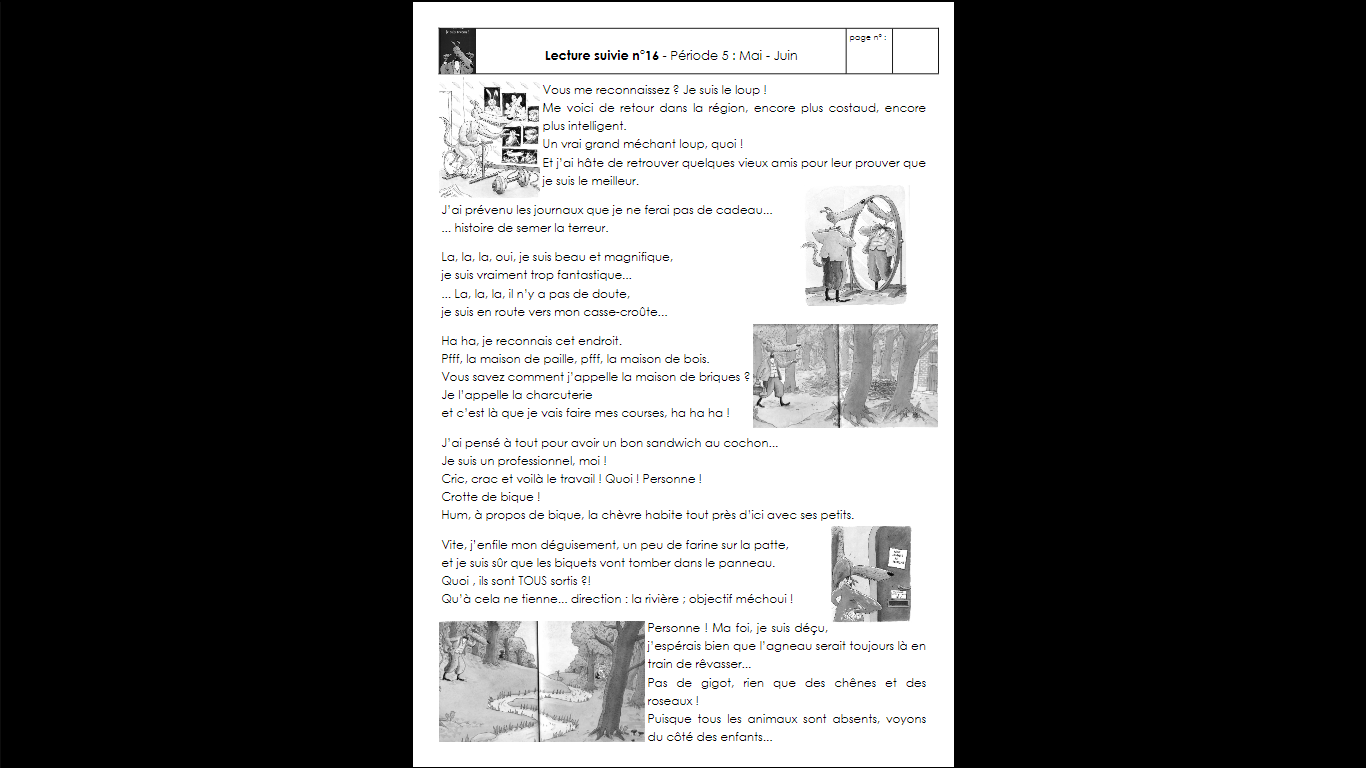 Je suis revenu !
Lecture suivie n°16 - Période 5 : Mai - Juin
page n° :
Vous me reconnaissez ? Je suis le loup !
Me voici de retour dans la région, encore plus costaud, encore
plus intelligent.
Un vrai grand méchant loup, quoi !
Et j'ai hâte de retrouver quelques vieux amis pour leur prouver que
je suis le meilleur.
J'ai prévenu les journaux que je ne ferai pas de cadeau...
... histoire de semer la terreur.
La, la, la, oui, je suis beau et magnifique,
je suis vraiment trop fantastique...
... La, la, la, il n'y a pas de doute,
je suis en route vers mon casse-croûte...
Ha ha, je reconnais cet endroit.
Pfff, la maison de paille, pfff, la maison de bois.
Vous savez comment j'appelle la maison de briques ?
Je l'appelle la charcuterie
et c'est là que je vais faire mes courses, ha ha ha !
J'ai pensé à tout pour avoir un bon sandwich au cochon...
Je suis un professionnel, moi !
Cric, crac et voilà le travail ! Quoi ! Personne !
Crotte de bique !
Hum, à propos de bique, la chèvre habite tout près d'ici avec ses petits.
Vite, j'enfile mon déguisement, un peu de farine sur la patte,
et je suis sûr que les biquets vont tomber dans le panneau.
Quoi , ils sont TOUS sortis ?!
Qu'à cela ne tienne... direction : la rivière ; objectif méchoui !
Personne ! Ma foi, je suis déçu,
j'espérais bien que l'agneau serait toujours là en
train de rêvasser...
Pas de gigot, rien que des chênes et des
roseaux !
Puisque tous les animaux sont absents, voyons
du côté des enfants...